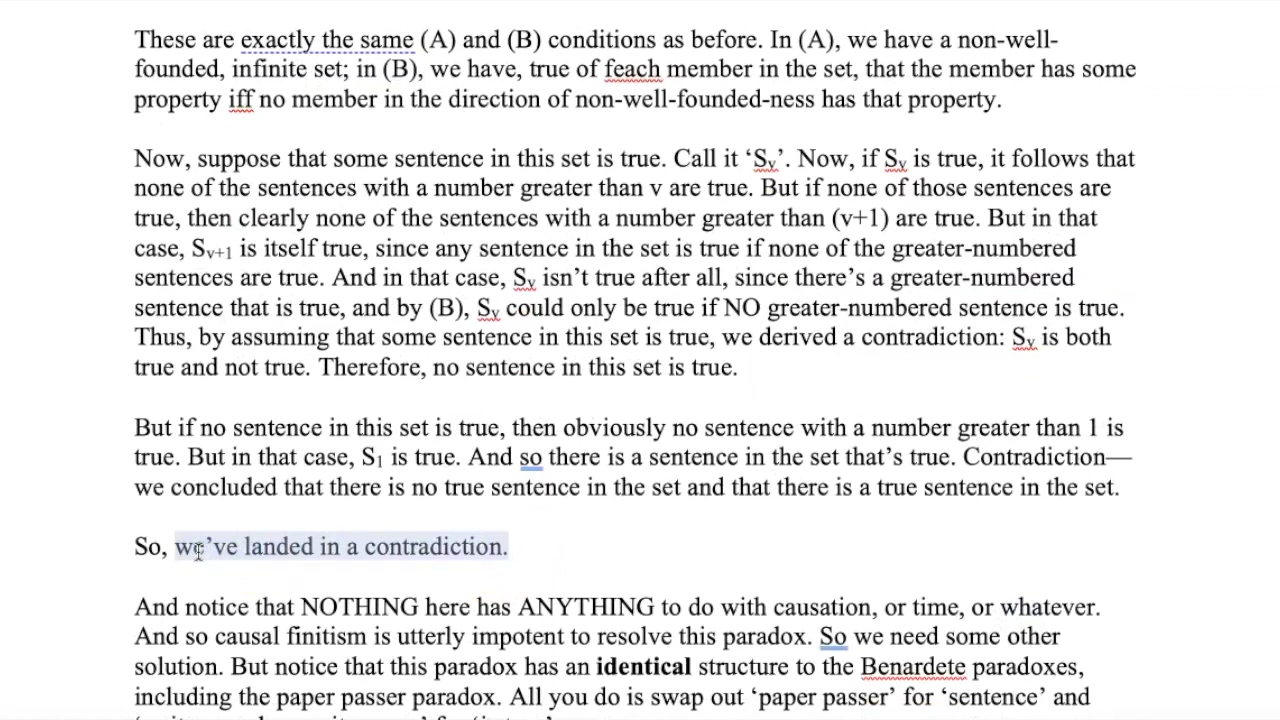 These are exactly the same (A) and (B) conditions as before. In (A), we have a non-well-
founded, infinite set; in (B), we have, true of feach member in the set, that the member has some
property iff no member in the direction of non-well-founded-ness has that property.
Now, suppose that some sentence in this set is true. Call it ‘Sᵥ’. Now, if Sᵥ is true, it follows that
none of the sentences with a number greater than v are true. But if none of those sentences are
true, then clearly none of the sentences with a number greater than (v+1) are true. But in that
case, Sᵥ₊₁ is itself true, since any sentence in the set is true if none of the greater-numbered
sentences are true. And in that case, Sᵥ isn’t true after all, since there’s a greater-numbered
sentence that is true, and by (B), Sᵥ could only be true if NO greater-numbered sentence is true.
Thus, by assuming that some sentence in this set is true, we derived a contradiction: Sᵥ is both
true and not true. Therefore, no sentence in this set is true.
But if no sentence in this set is true, then obviously no sentence with a number greater than 1 is
true. But in that case, S₁ is true. And so there is a sentence in the set that’s true. Contradiction—
we concluded that there is no true sentence in the set and that there is a true sentence in the set.
So, we’ve landed in a contradiction.
And notice that NOTHING here has ANYTHING to do with causation, or time, or whatever.
And so causal finitism is utterly impotent to resolve this paradox. So we need some other
solution. But notice that this paradox has an identical structure to the Benardete paradoxes,
including the paper passer paradox. All you do is swap out ‘paper passer’ for ‘sentence’ and